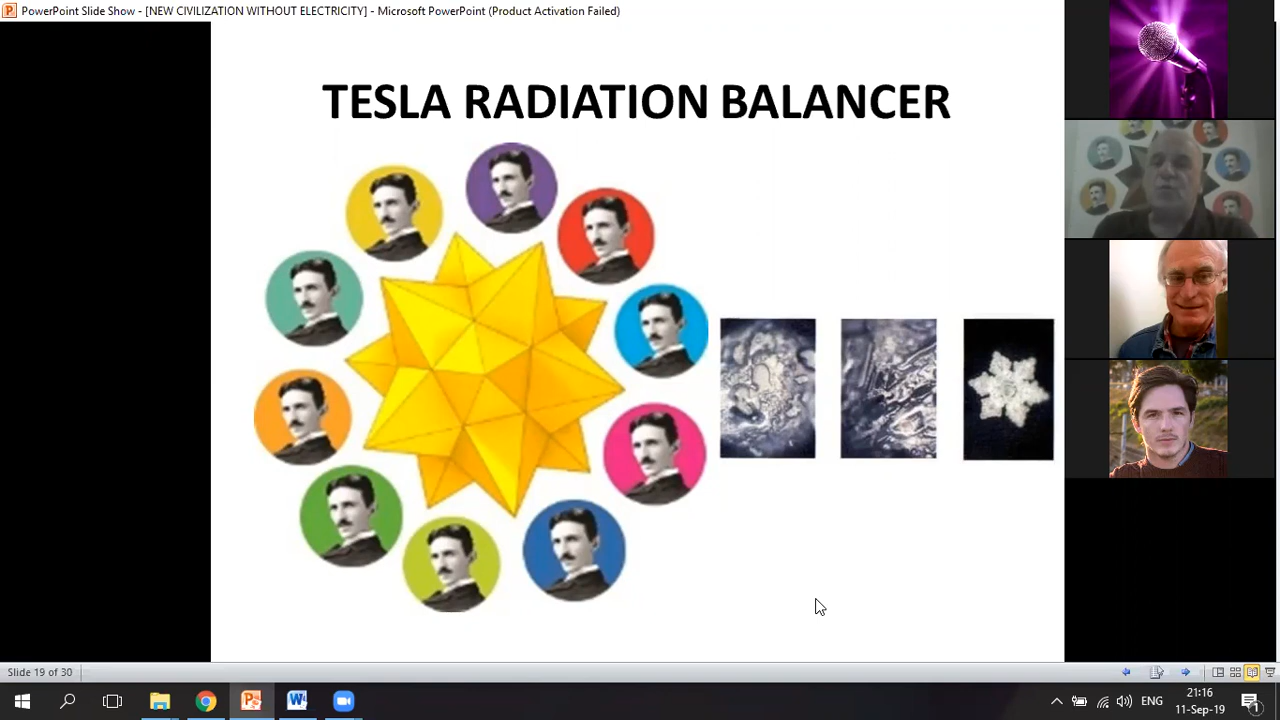 PowerPoint Slide Show - [NEW CIVILIZATION WITHOUT ELECTRICITY] - Microsoft PowerPoint (Product Activation Failed)
TESLA RADIATION BALANCER
Slide 19 of 30
ENG
21:16
11-Sep-19